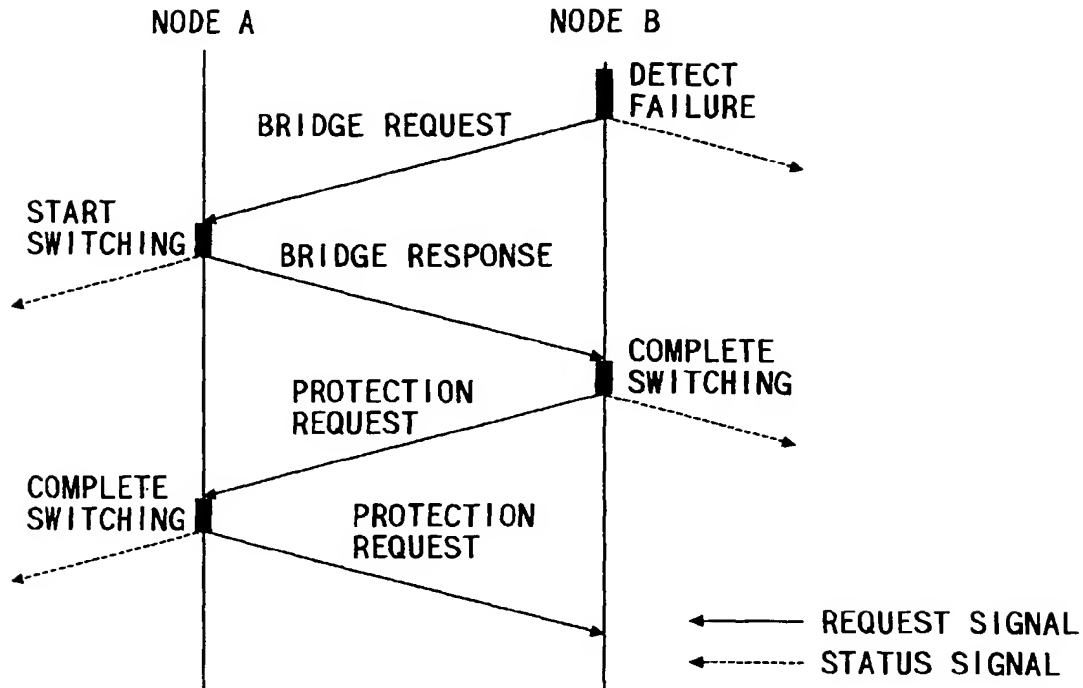 NODE A
NODE B
DETECT
FAILURE
BRIDGE REQUEST
START
SWITCHING
BRIDGE RESPONSE
COMPLETE
SWITCHING
PROTECTION
REQUEST
COMPLETE
SWITCHING
PROTECTION
REQUEST
REQUEST SIGNAL
STATUS SIGNAL